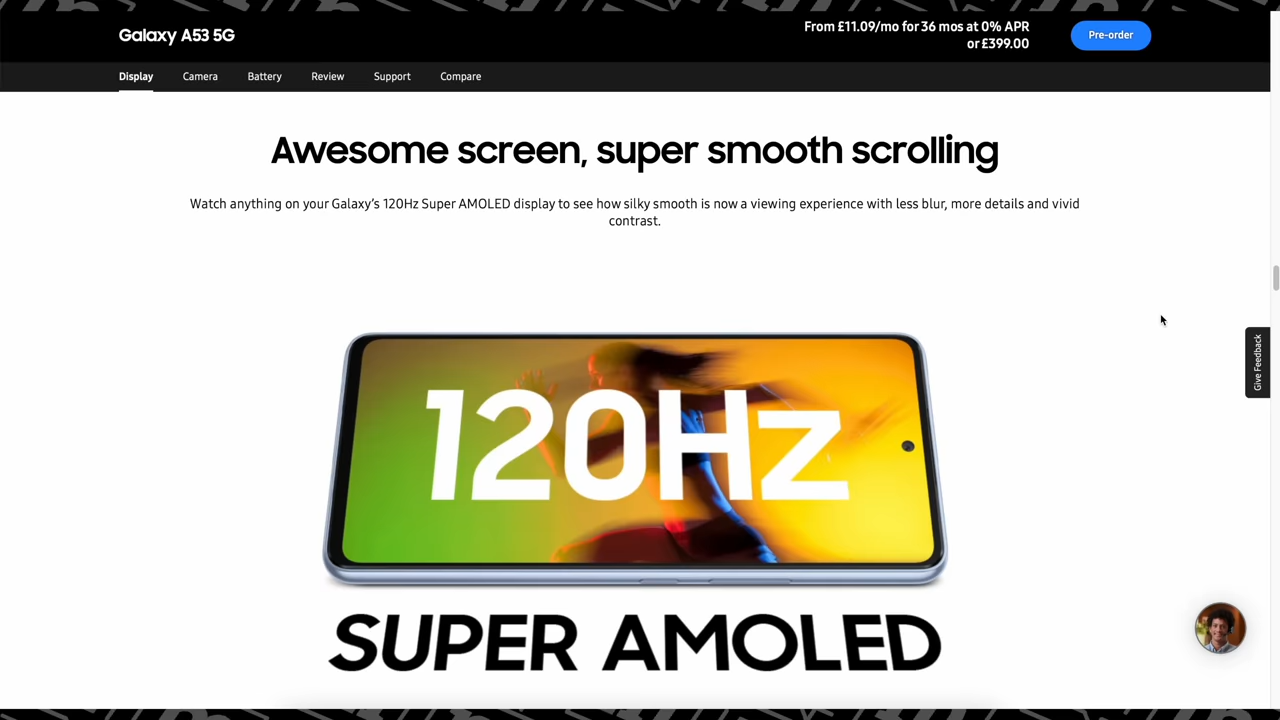 Galaxy A53 5G
From £11.09/mo for 36 mos at 0% APR
or £399.00
Pre-order
Display Camera Battery Review Support Compare
Awesome screen, super smooth scrolling
Watch anything on your Galaxy's 120Hz Super AMOLED display to see how silky smooth is now a viewing experience with less blur, more details and vivid
contrast.
Give Feedback
120Hz
SUPER AMOLED